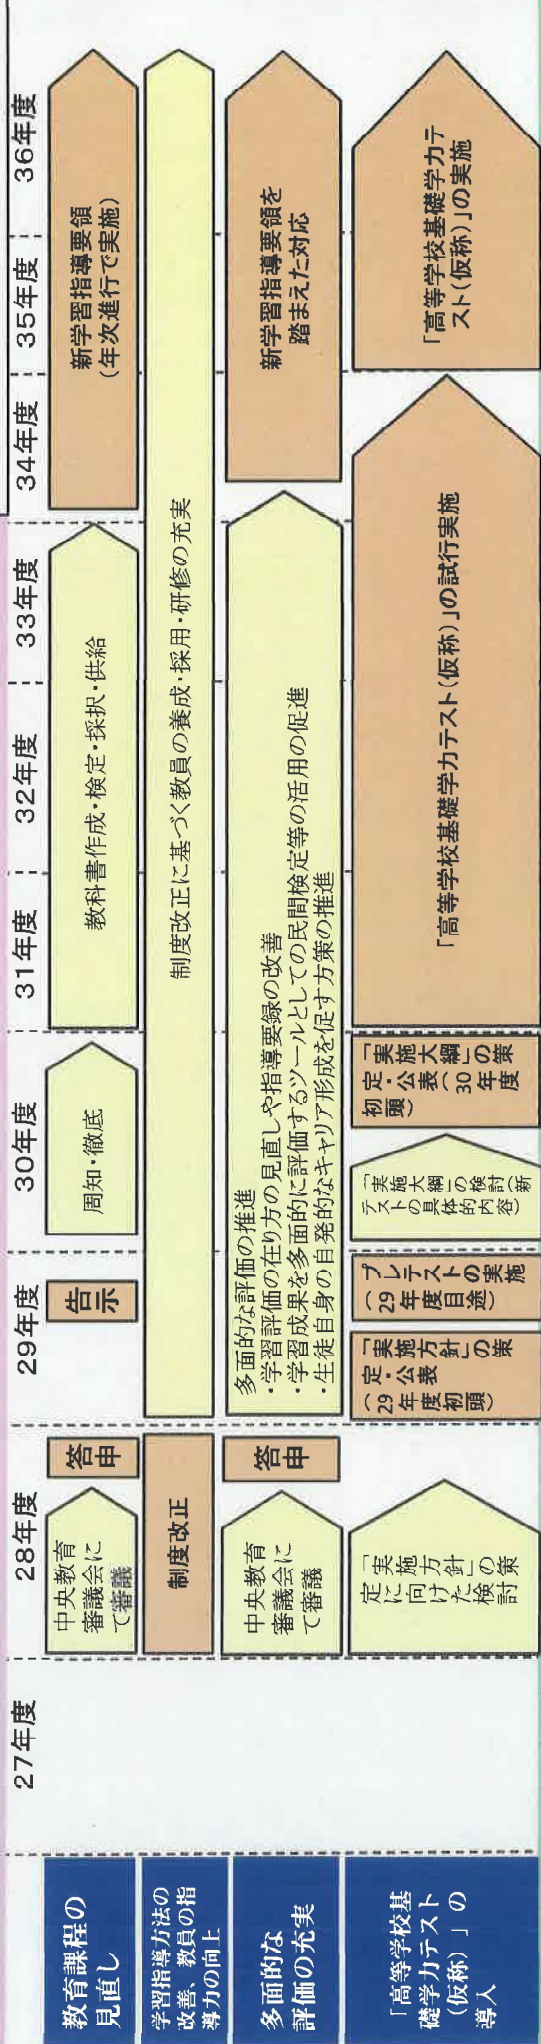 27年度
28年度
29年度
30年度
31年度
32年度
33年度
34年度
35年度
36年度
教育課程の
見直し
中央教育
審議会に
て審議
答申
告示
周知・徹底
教科書作成・検定・採択・供給
新学習指導要領
(年次進行で実施)
学習指導方法の
改善、教員の指
導力の向上
制度改正
制度改正に基づく教員の養成・採用・研修の充実
多面的な
評価の充実
中央教育
審議会に
て審議
答申
多面的な評価の推進
・学習評価の在り方の見直しや指導要録の改善
・学習成果を多面的に評価するツールとしての民間検定等の活用の促進
・生徒自身の自発的なキャリア形成を促す方策の推進
新学習指導要領を
踏まえた対応
「高等学校基
礎学力テスト
(仮称)」の
導入
「実施方針」の策
定に向けた検
討
「実施方針」の策
定・公表
(29年度初頭)
プレテストの実施
(29年度目途)
「実施大綱」の検討(新
テストの具体的内容)
「実施大綱」の策
定・公表(30年度
初頭)
「高等学校基礎学力テスト(仮称)」の試行実施
「高等学校基礎学力テ
スト(仮称)」の実施